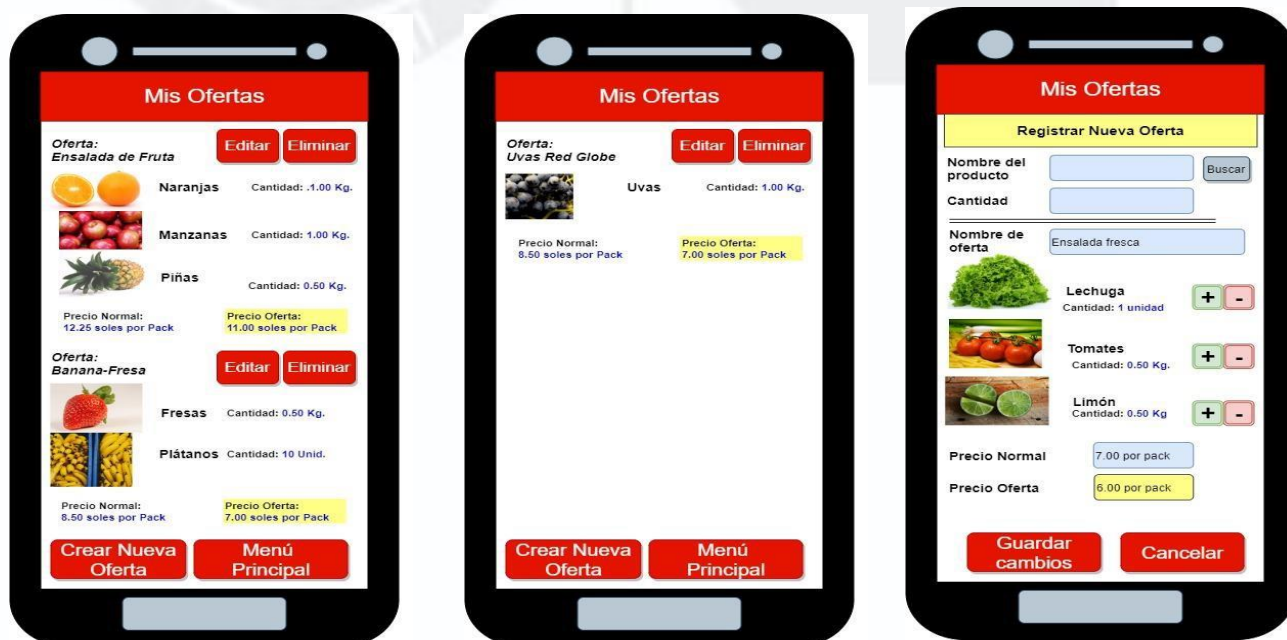 Mis Ofertas
Oferta:
Ensalada de Fruta
Editar
Eliminar
Naranjas
Cantidad: .1.00 Kg.
Manzanas
Cantidad: 1.00 Kg.
Piñas
Cantidad: 0.50 Kg.
Precio Normal:
12.25 soles por Pack
Precio Oferta:
11.00 soles por Pack
Oferta:
Banana-Fresa
Editar
Eliminar
Fresas
Cantidad: 0.50 Kg.
Plátanos
Cantidad: 10 Unid.
Precio Normal:
8.50 soles por Pack
Precio Oferta:
7.00 soles por Pack
Crear Nueva
Oferta
Menú
Principal
Mis Ofertas
Oferta:
Uvas Red Globe
Editar
Eliminar
Uvas
Cantidad: 1.00 Kg.
Precio Normal:
8.50 soles por Pack
Precio Oferta:
7.00 soles por Pack
Crear Nueva
Oferta
Menú
Principal
Mis Ofertas
Registrar Nueva Oferta
Nombre del
producto
Buscar
Cantidad
Nombre de
oferta
Ensalada fresca
Lechuga
Cantidad: 1 unidad
+
-
Tomates
Cantidad: 0.50 Kg.
+
-
Limón
Cantidad: 0.50 Kg
+
-
Precio Normal
7.00 por pack
Precio Oferta
6.00 por pack
Guardar
cambios
Cancelar